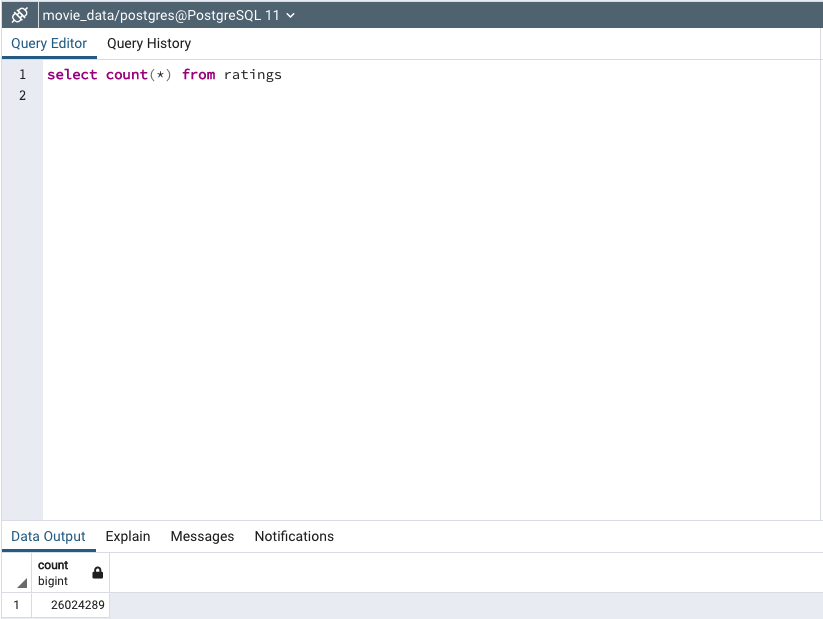 movie_data/postgres@PostgreSQL 11
Query Editor Query History
1 select count(*) from ratings
2
Data Output Explain Messages Notifications
count
bigint
1 26024289